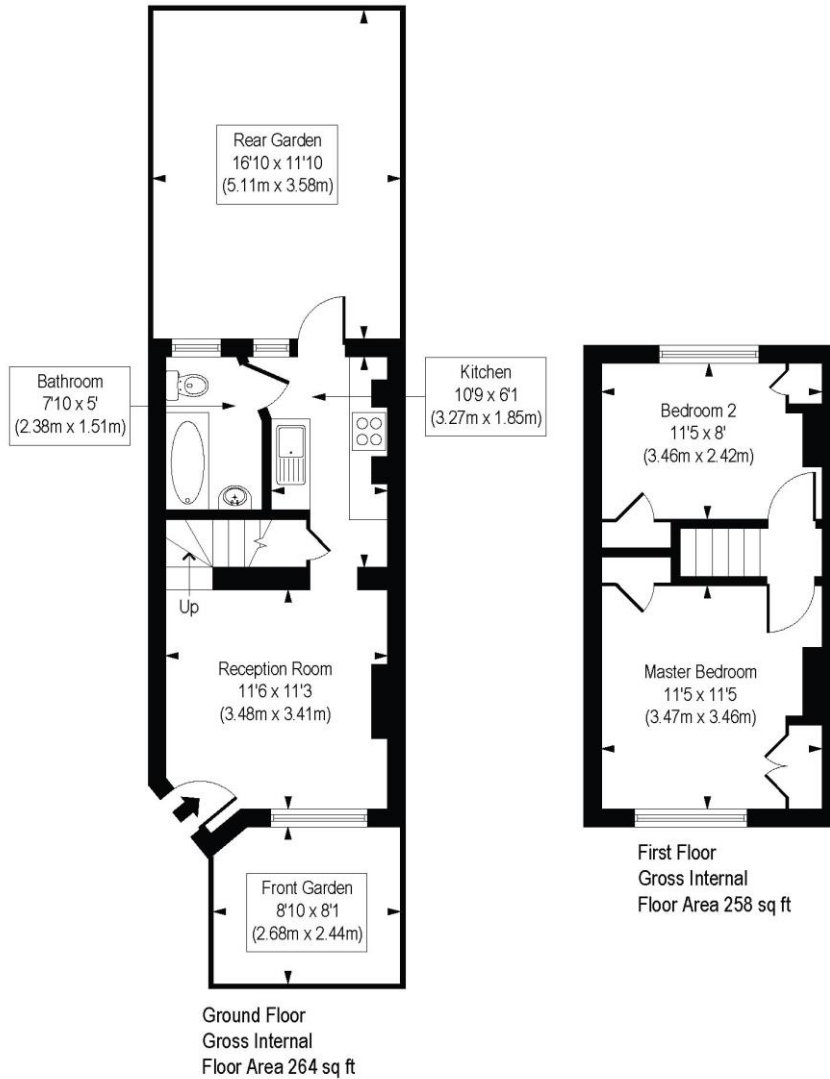 Rear Garden
16'10 x 11'10
(5.11m x 3.58m)
Bathroom
7'10 x 5'
(2.38m x 1.51m)
Kitchen
10'9 x 6'1
(3.27m x 1.85m)
Up
Reception Room
11'6 x 11'3
(3.48m x 3.41m)
Front Garden
8'10 x 8'1
(2.68m x 2.44m)
Ground Floor
Gross Internal
Floor Area 264 sq ft
Bedroom 2
11'5 x 8'
(3.46m x 2.42m)
Master Bedroom
11'5 x 11'5
(3.47m x 3.46m)
First Floor
Gross Internal
Floor Area 258 sq ft